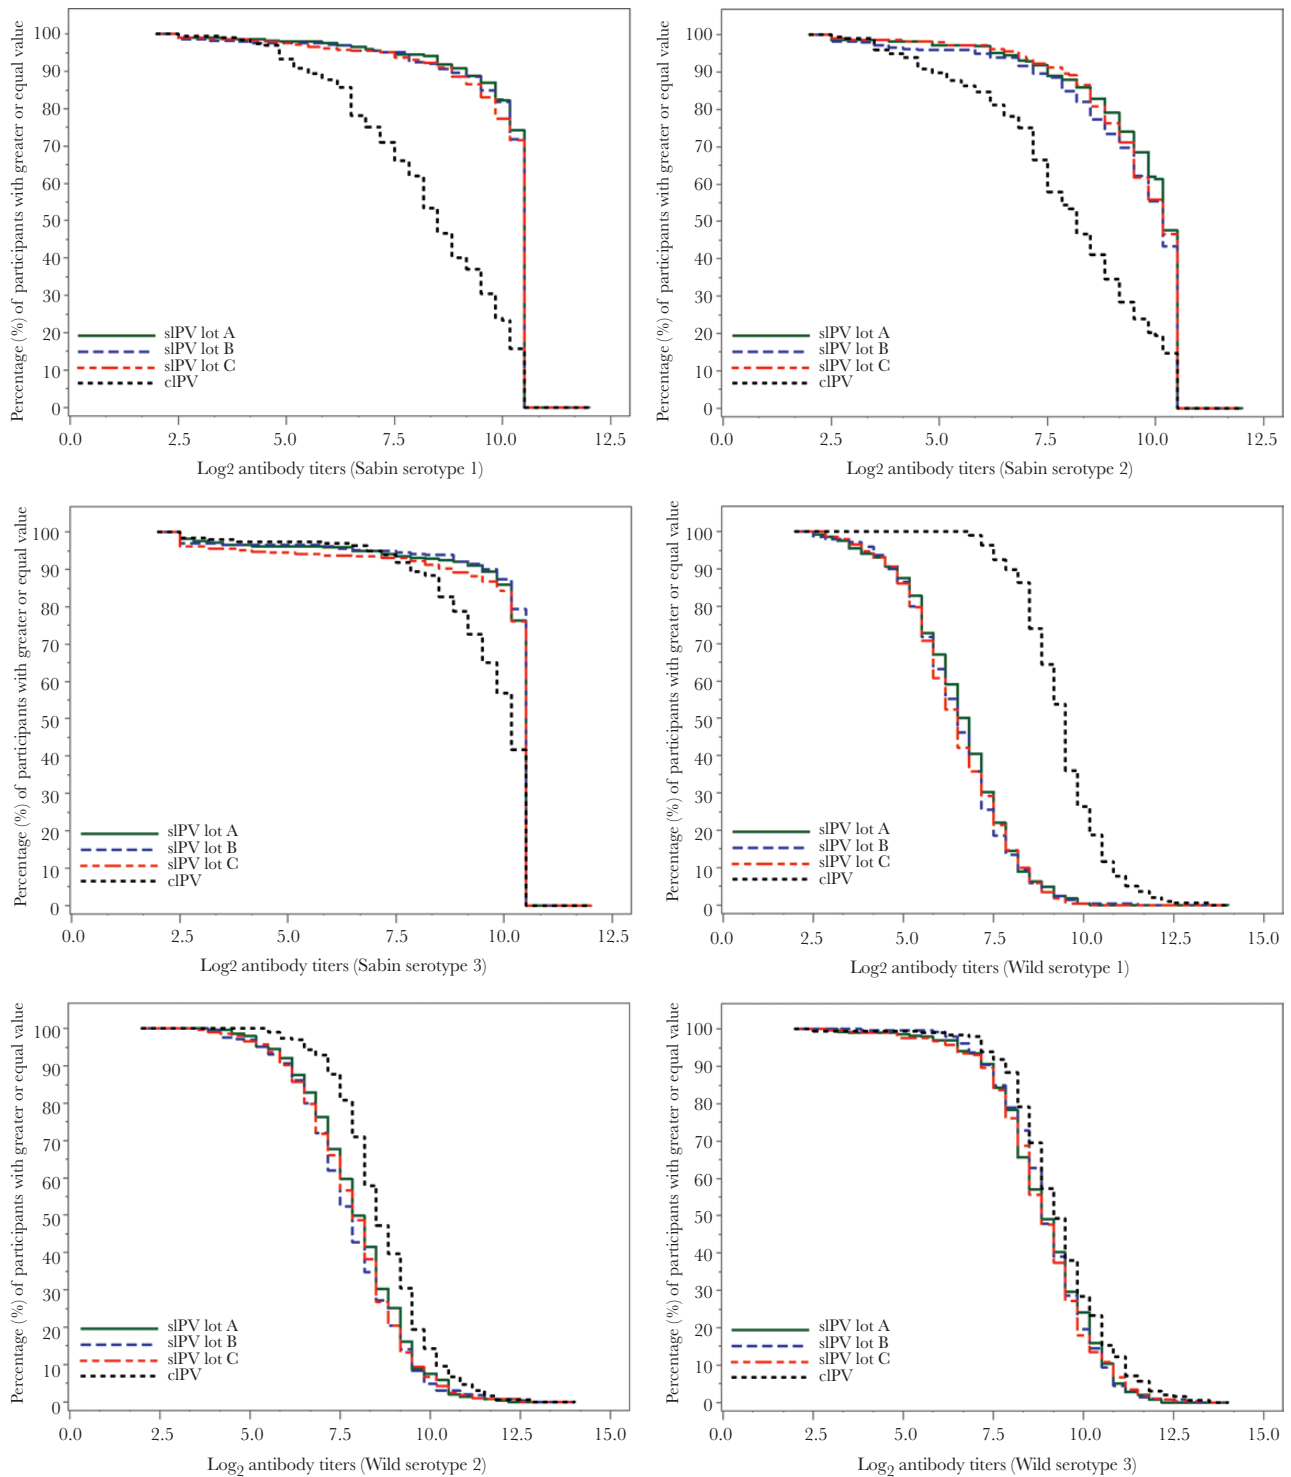 Percentage (%) of participants with greater or equal value
100
90
80
70
60
50
40
30
20
10
0
sIPV lot A
sIPV lot B
sIPV lot C
cIPV
0.0 2.5 5.0 7.5 10.0 12.5
Log2 antibody titers (Sabin serotype 1)
Percentage (%) of participants with greater or equal value
100
90
80
70
60
50
40
30
20
10
0
sIPV lot A
sIPV lot B
sIPV lot C
cIPV
0.0 2.5 5.0 7.5 10.0 12.5
Log2 antibody titers (Sabin serotype 2)
Percentage (%) of participants with greater or equal value
100
90
80
70
60
50
40
30
20
10
0
sIPV lot A
sIPV lot B
sIPV lot C
cIPV
0.0 2.5 5.0 7.5 10.0 12.5
Log2 antibody titers (Sabin serotype 3)
Percentage (%) of participants with greater or equal value
100
90
80
70
60
50
40
30
20
10
0
sIPV lot A
sIPV lot B
sIPV lot C
cIPV
0.0 2.5 5.0 7.5 10.0 12.5 15.0
Log2 antibody titers (Wild serotype 1)
Percentage (%) of participants with greater or equal value
100
90
80
70
60
50
40
30
20
10
0
sIPV lot A
sIPV lot B
sIPV lot C
cIPV
0.0 2.5 5.0 7.5 10.0 12.5 15.0
Log2 antibody titers (Wild serotype 2)
Percentage (%) of participants with greater or equal value
100
90
80
70
60
50
40
30
20
10
0
sIPV lot A
sIPV lot B
sIPV lot C
cIPV
0.0 2.5 5.0 7.5 10.0 12.5 15.0
Log2 antibody titers (Wild serotype 3)